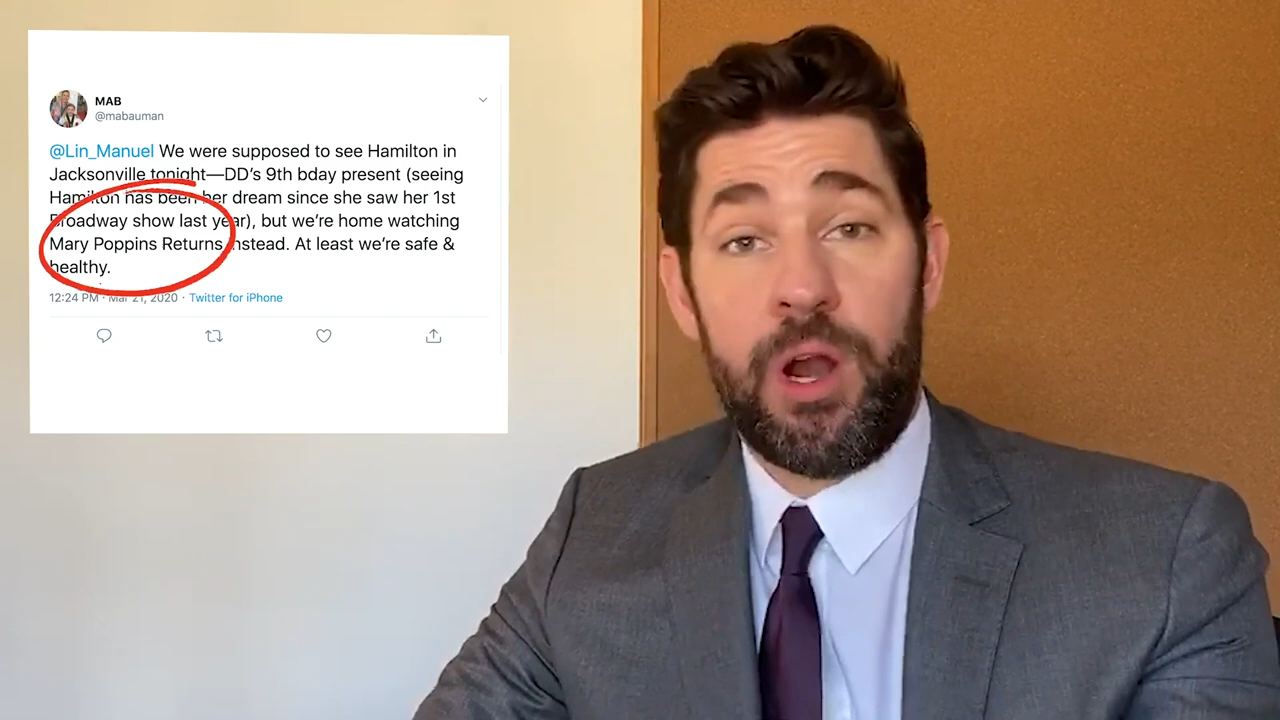 MAB
@mabauman
@Lin_Manuel We were supposed to see Hamilton in
Jacksonville tonight—DD’s 9th bday present (seeing
Hamilton has been her dream since she saw her 1st
Broadway show last year), but we’re home watching
Mary Poppins Returns instead. At least we’re safe &
healthy.
12:24 PM · Mar 21, 2020 · Twitter for iPhone